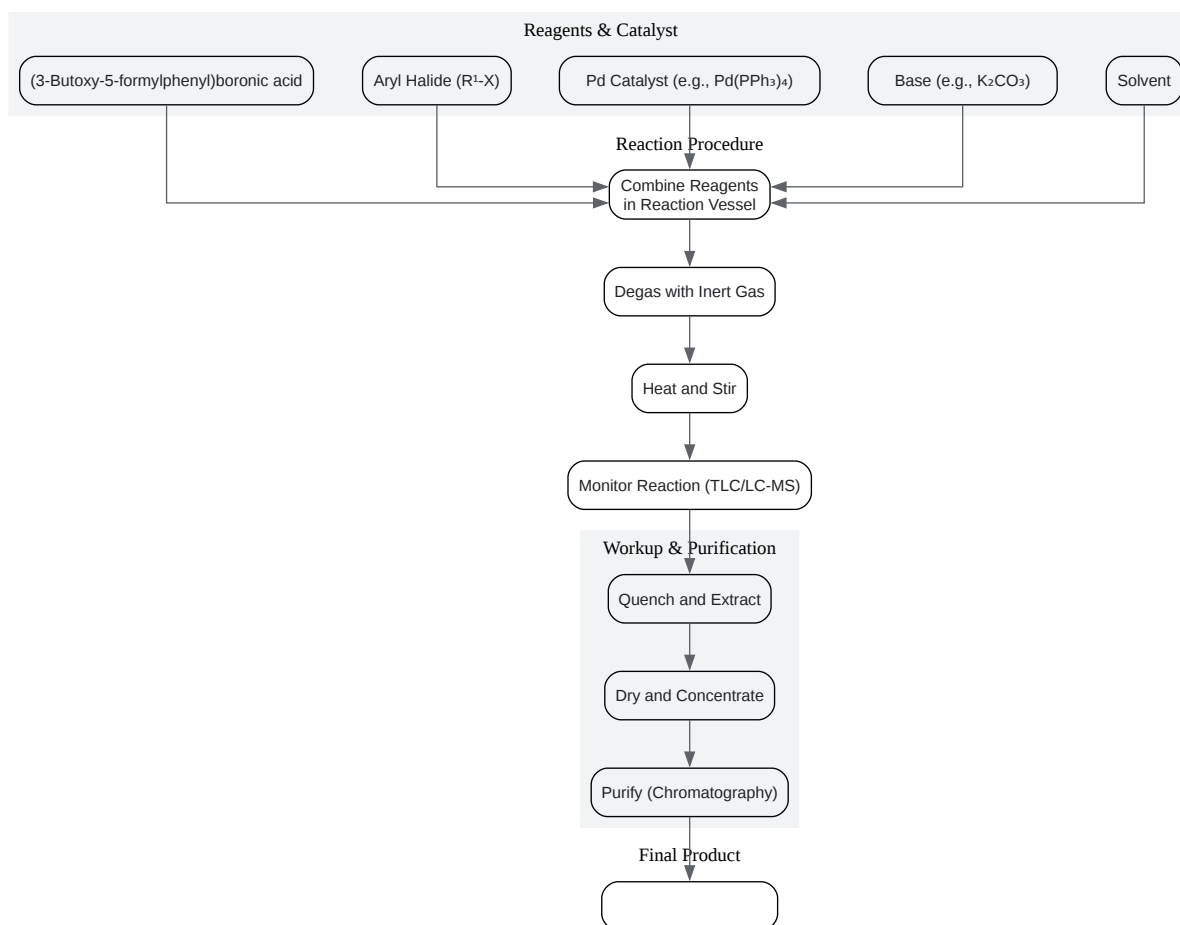 Reagents & Catalyst
(3-Butoxy-5-formylphenyl)boronic acid
Aryl Halide (R¹-X)
Pd Catalyst (e.g., Pd(PPh₃)₄)
Base (e.g., K₂CO₃)
Solvent
Reaction Procedure
Combine Reagents
in Reaction Vessel
Degas with Inert Gas
Heat and Stir
Monitor Reaction (TLC/LC-MS)
Workup & Purification
Quench and Extract
Dry and Concentrate
Purify (Chromatography)
Final Product